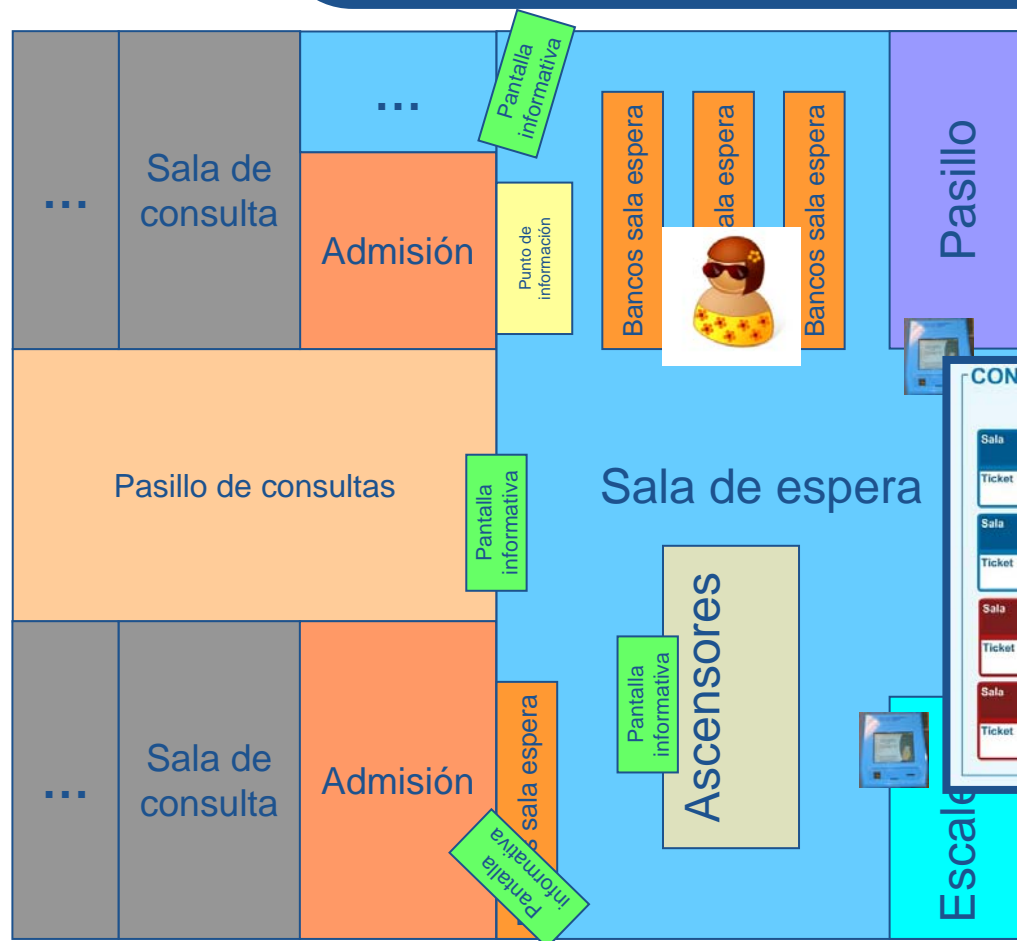 Pantalla
informativa
...
...
Sala de
consulta
Admisión
Punto de
información
Bancos sala espera
sala espera
Bancos sala espera
Pasillo
Pasillo de consultas
Pantalla
informativa
Sala de espera
CON
Sala
Ticket
Sala
Ticket
Sala
Ticket
Sala
Ticket
Pantalla
informativa
Ascensores
...
Sala de
consulta
Admisión
s sala espera
Pantalla
informativa
Escale